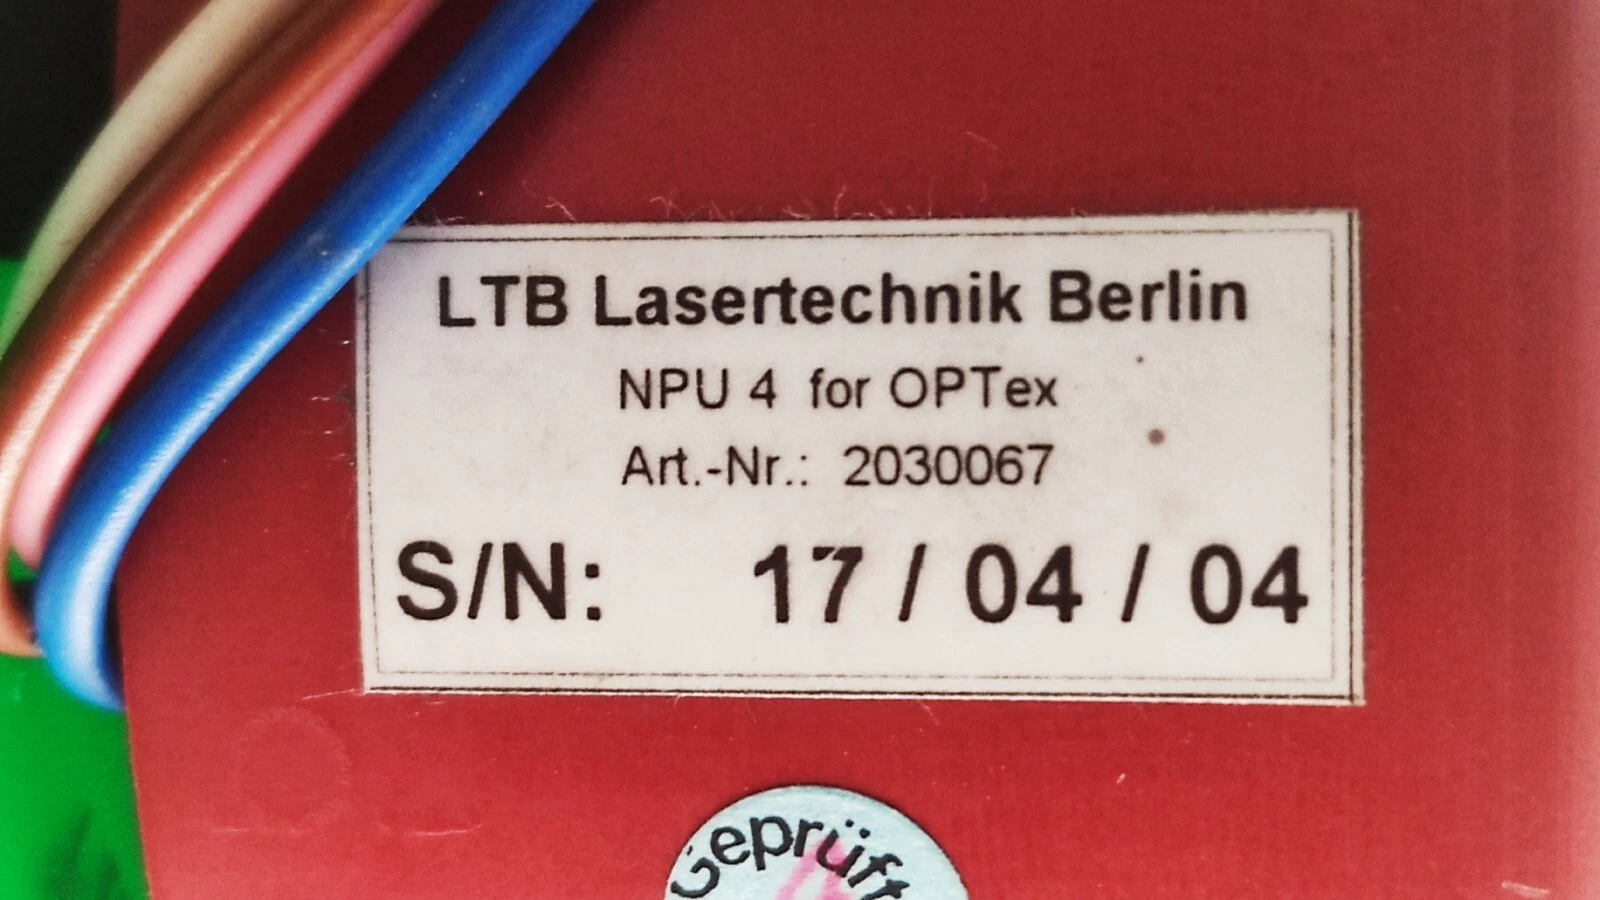 LTB Lasertechnik Berlin
NPU 4 for OPTex
Art.-Nr.: 2030067
S/N: 17 / 04 / 04
Geprüft